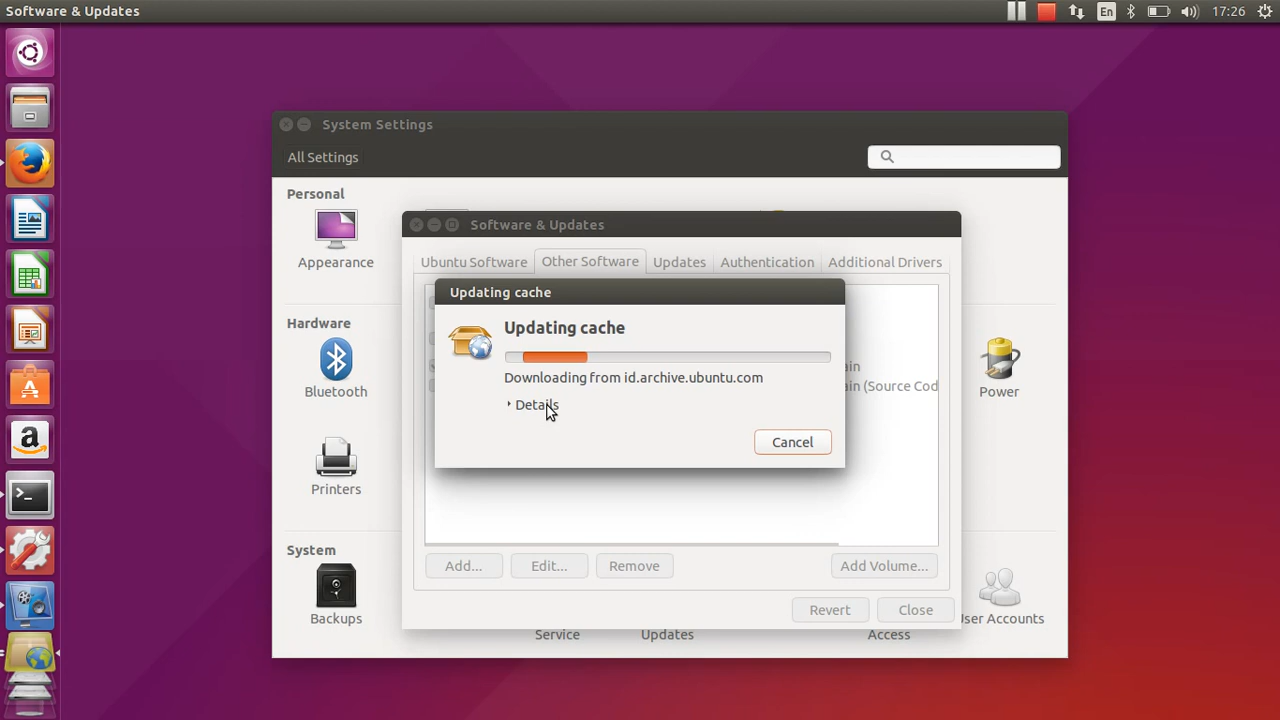 Software & Updates
En
17:26
System Settings
All Settings
Personal
Appearance
Software & Updates
Ubuntu Software
Other Software
Updates
Authentication
Additional Drivers
Updating cache
Updating cache
Downloading from id.archive.ubuntu.com
Details
Cancel
Hardware
Bluetooth
Power
Printers
Add...
Edit...
Remove
Add Volume...
Revert
Close
System
Backups
Service
Updates
Access
User Accounts